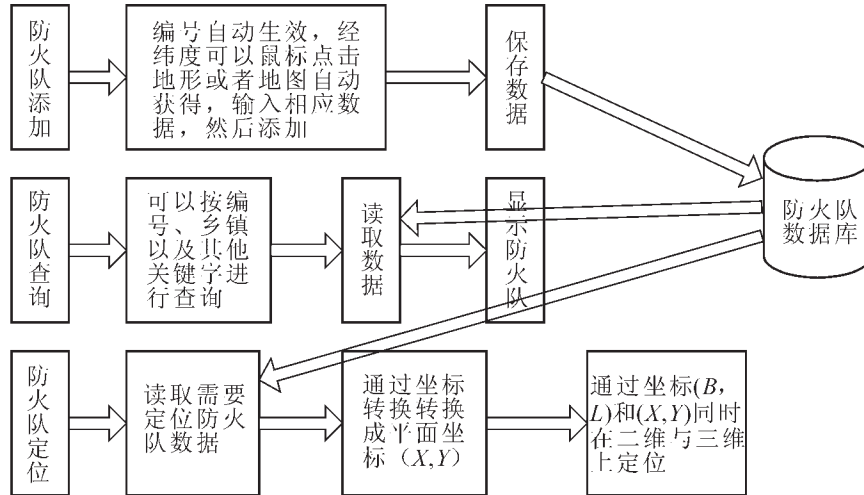 防火队添加
编号自动生效，经
纬度可以鼠标点击
地形或者地图自动
获得，输入相应数
据，然后添加
保存数据
防火队
数据库
防火队查询
可以按编
号、乡镇
以及其他
关键字进
行查询
读取数据
显示防火队
防火队定位
读取需要
定位防火
队数据
通过坐标
转换转换
成平面坐
标（X,Y）
通过坐标(B，
L)和(X,Y)同时
在二维与三维
上定位